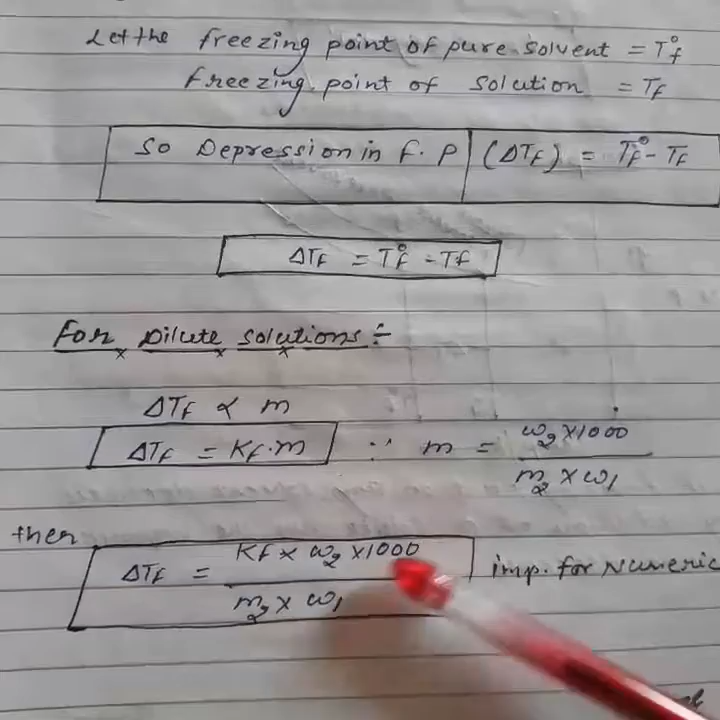 Let the freezing point of pure solvent = T°f
freezing point of solution = Tf
So Depression in F.P (ΔTf) = T°f - Tf
ΔTf = T°f - Tf
For Dilute solutions :-
ΔTf ∝ m
ΔTf = Kf.m ∵ m = w₂ x 1000 / m₂ x w₁
then ΔTf = Kf x w₂ x 1000 / m₂ x w₁ imp. for Numeric